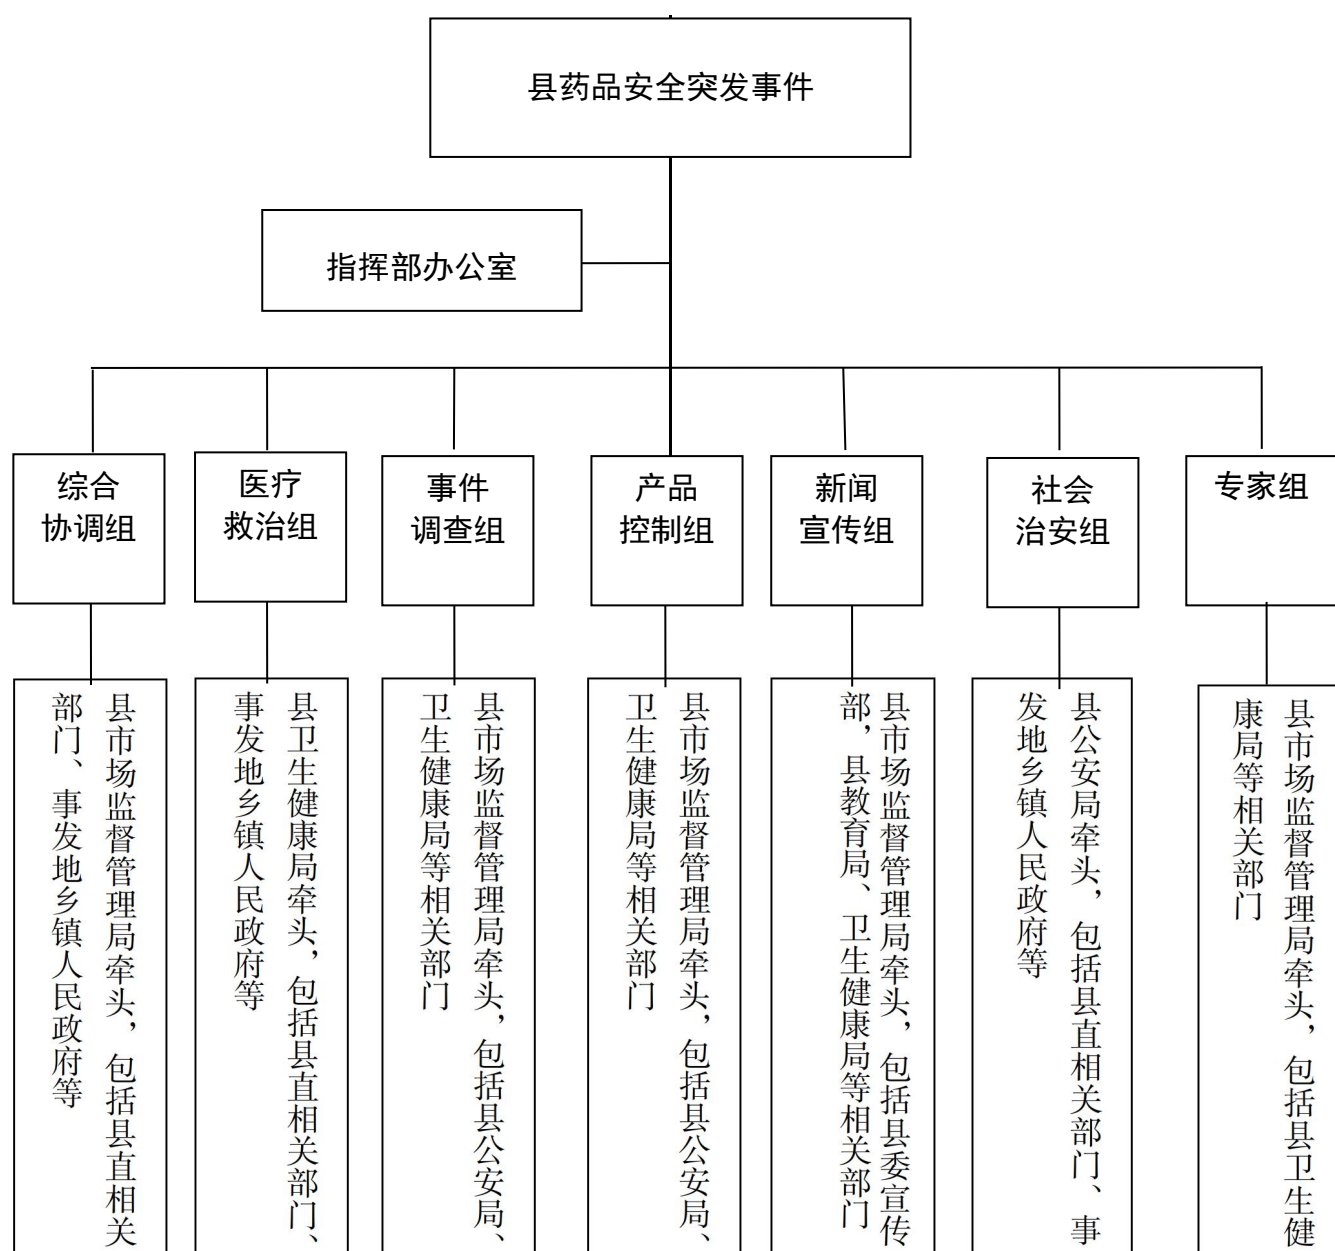 县药品安全突发事件
指挥部办公室
综合
协调组
医疗
救治组
事件
调查组
产品
控制组
新闻
宣传组
社会
治安组
专家组
县市场监督管理局牵头，包括县直相关
部门、事发地乡镇人民政府等
县卫生健康局牵头，包括县直相关部门、
事发地乡镇人民政府等
县市场监督管理局牵头，包括县公安局、
卫生健康局等相关部门
县市场监督管理局牵头，包括县公安局、
卫生健康局等相关部门
县市场监督管理局牵头，包括县委宣传
部，县教育局、卫生健康局等相关部门
县公安局牵头，包括县直相关部门、事
发地乡镇人民政府等
县市场监督管理局牵头，包括县卫生健
康局等相关部门